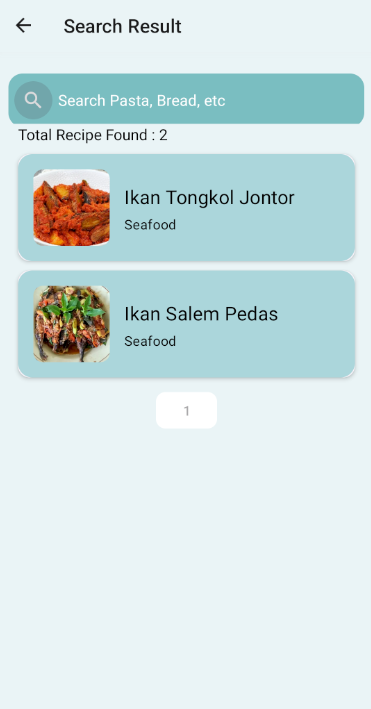 Search Result
Search Pasta, Bread, etc
Total Recipe Found : 2
Ikan Tongkol Jontor
Seafood
Ikan Salem Pedas
Seafood
1